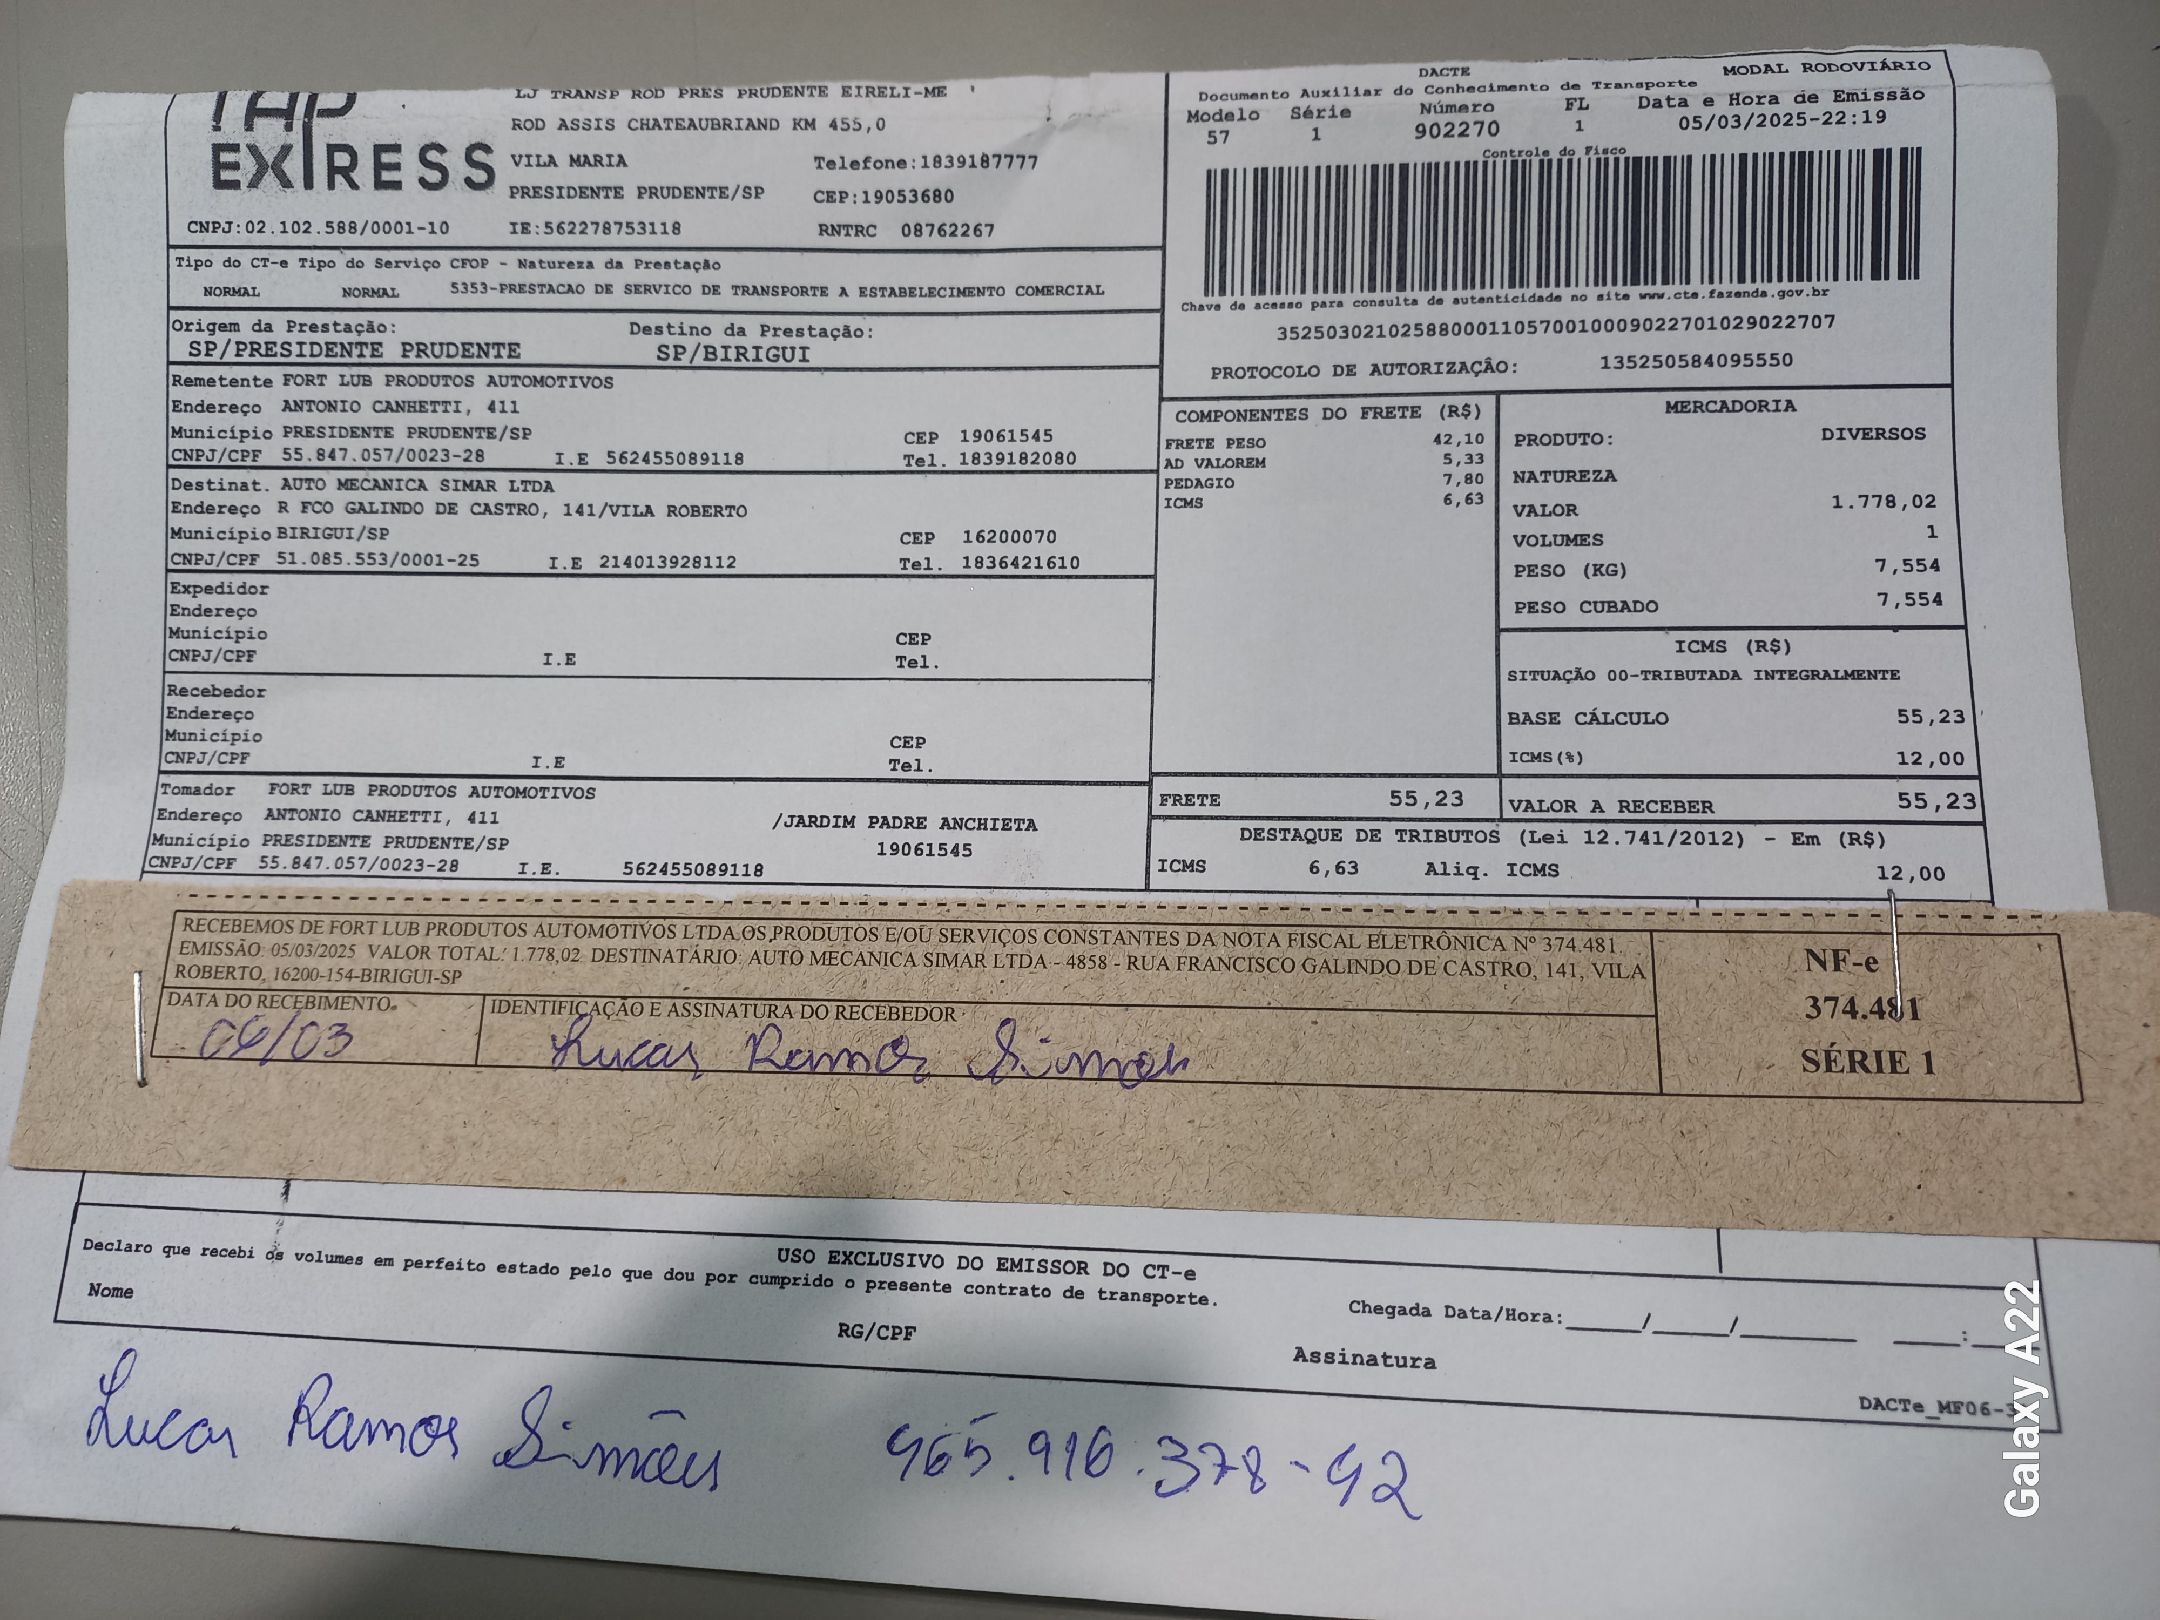 TAP
EXPRESS
LJ TRANSP ROD PRES PRUDENTE EIRELI-ME
ROD ASSIS CHATEAUBRIAND KM 455,0
VILA MARIA Telefone:1839187777
PRESIDENTE PRUDENTE/SP CEP:19053680
CNPJ:02.102.588/0001-10 IE:562278753118 RNTRC 08762267
DACTE MODAL RODOVIÁRIO
Documento Auxiliar do Conhecimento de Transporte
Modelo Série Número FL Data e Hora de Emissão
57 1 902270 1 05/03/2025-22:19
Controle do Fisco
Chave de acesso para consulta de autenticidade no site www.cte.fazenda.gov.br
35250302102588000110570010009022701029022707
PROTOCOLO DE AUTORIZAÇÂO: 135250584095550
Tipo do CT-e Tipo do Serviço CFOP - Natureza da Prestação
NORMAL NORMAL 5353-PRESTACAO DE SERVICO DE TRANSPORTE A ESTABELECIMENTO COMERCIAL
Origem da Prestação: Destino da Prestação:
SP/PRESIDENTE PRUDENTE SP/BIRIGUI
Remetente FORT LUB PRODUTOS AUTOMOTIVOS
Endereço ANTONIO CANHETTI, 411
Município PRESIDENTE PRUDENTE/SP CEP 19061545
CNPJ/CPF 55.847.057/0023-28 I.E 562455089118 Tel. 1839182080
Destinat. AUTO MECANICA SIMAR LTDA
Endereço R FCO GALINDO DE CASTRO, 141/VILA ROBERTO
Município BIRIGUI/SP CEP 16200070
CNPJ/CPF 51.085.553/0001-25 I.E 214013928112 Tel. 1836421610
Expedidor
Endereço
Município CEP
CNPJ/CPF I.E Tel.
Recebedor
Endereço
Município CEP
CNPJ/CPF I.E Tel.
Tomador FORT LUB PRODUTOS AUTOMOTIVOS
Endereço ANTONIO CANHETTI, 411 /JARDIM PADRE ANCHIETA
Município PRESIDENTE PRUDENTE/SP 19061545
CNPJ/CPF 55.847.057/0023-28 I.E. 562455089118
COMPONENTES DO FRETE (R$)
FRETE PESO 42,10
AD VALOREM 5,33
PEDAGIO 7,80
ICMS 6,63
MERCADORIA
PRODUTO: DIVERSOS
NATUREZA
VALOR 1.778,02
VOLUMES 1
PESO (KG) 7,554
PESO CUBADO 7,554
ICMS (R$)
SITUAÇÃO 00-TRIBUTADA INTEGRALMENTE
BASE CÁLCULO 55,23
ICMS(%) 12,00
FRETE 55,23 VALOR A RECEBER 55,23
DESTAQUE DE TRIBUTOS (Lei 12.741/2012) - Em (R$)
ICMS 6,63 Aliq. ICMS 12,00
RECEBEMOS DE FORT LUB PRODUTOS AUTOMOTIVOS LTDA OS PRODUTOS E/OU SERVIÇOS CONSTANTES DA NOTA FISCAL ELETRÔNICA Nº 374.481.
EMISSÃO: 05/03/2025 VALOR TOTAL: 1.778,02 DESTINATÁRIO: AUTO MECANICA SIMAR LTDA - 4858 - RUA FRANCISCO GALINDO DE CASTRO, 141, VILA
ROBERTO, 16200-154-BIRIGUI-SP
DATA DO RECEBIMENTO IDENTIFICAÇÃO E ASSINATURA DO RECEBEDOR
06/03 Lucas Ramos
NF-e
374.481
SÉRIE 1
USO EXCLUSIVO DO EMISSOR DO CT-e
Declaro que recebi os volumes em perfeito estado pelo que dou por cumprido o presente contrato de transporte.
Nome RG/CPF Assinatura Chegada Data/Hora:_____/_____/_______ ____:
DACTe_MF06-3
Lucas Ramos Simões 465.916.378-42
Galaxy A22